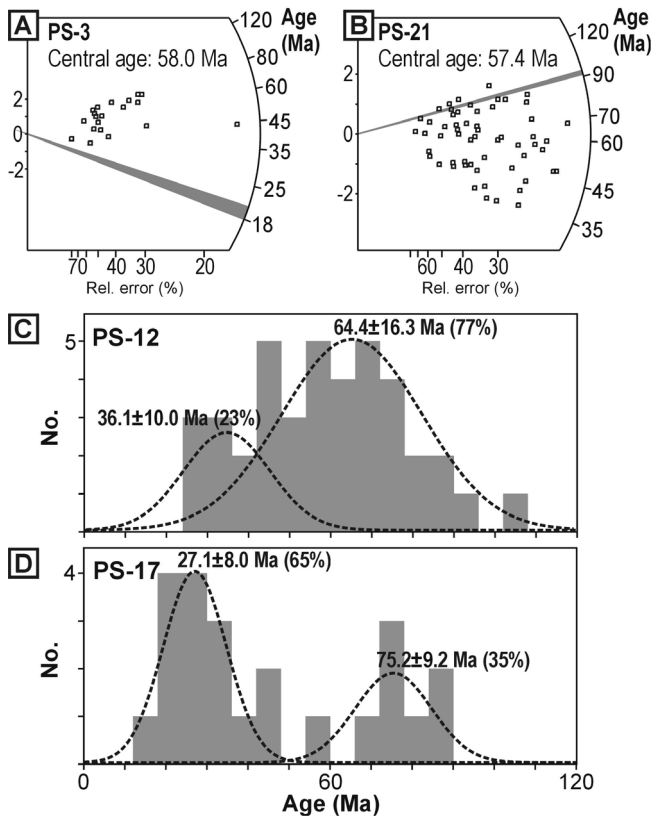 A PS-3
Central age: 58.0 Ma
Age (Ma)
120
80
60
45
35
25
18
2
0
-2
70 40 30 20
Rel. error (%)
B PS-21
Central age: 57.4 Ma
Age (Ma)
120
90
70
60
45
35
2
0
-2
60 40 30
Rel. error (%)
C PS-12
64.4±16.3 Ma (77%)
36.1±10.0 Ma (23%)
5
No.
D PS-17
27.1±8.0 Ma (65%)
75.2±9.2 Ma (35%)
4
No.
0 60 120
Age (Ma)